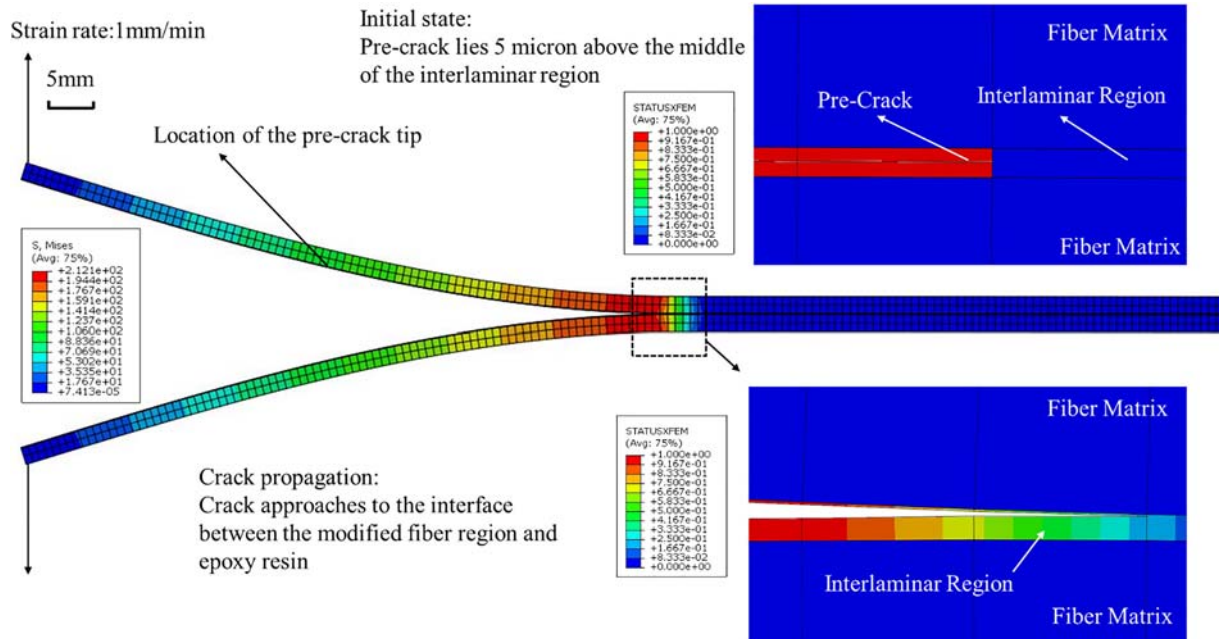 Strain rate:1mm/min
5mm
Initial state:
Pre-crack lies 5 micron above the middle
of the interlaminar region
Location of the pre-crack tip
STATUSXFEM
(Avg: 75%)
+1.000e+00
+9.167e-01
+8.333e-01
+7.500e-01
+6.667e-01
+5.833e-01
+5.000e-01
+4.167e-01
+3.333e-01
+2.500e-01
+1.667e-01
+8.333e-02
+0.000e+00
Fiber Matrix
Pre-Crack
Interlaminar Region
Fiber Matrix
S, Mises
(Avg: 75%)
+2.121e+02
+1.944e+02
+1.767e+02
+1.591e+02
+1.414e+02
+1.237e+02
+1.060e+02
+8.836e+01
+7.069e+01
+5.302e+01
+3.535e+01
+1.767e+01
+7.413e-05
Crack propagation:
Crack approaches to the interface
between the modified fiber region and
epoxy resin
STATUSXFEM
(Avg: 75%)
+1.000e+00
+9.167e-01
+8.333e-01
+7.500e-01
+6.667e-01
+5.833e-01
+5.000e-01
+4.167e-01
+3.333e-01
+2.500e-01
+1.667e-01
+8.333e-02
+0.000e+00
Fiber Matrix
Interlaminar Region
Fiber Matrix